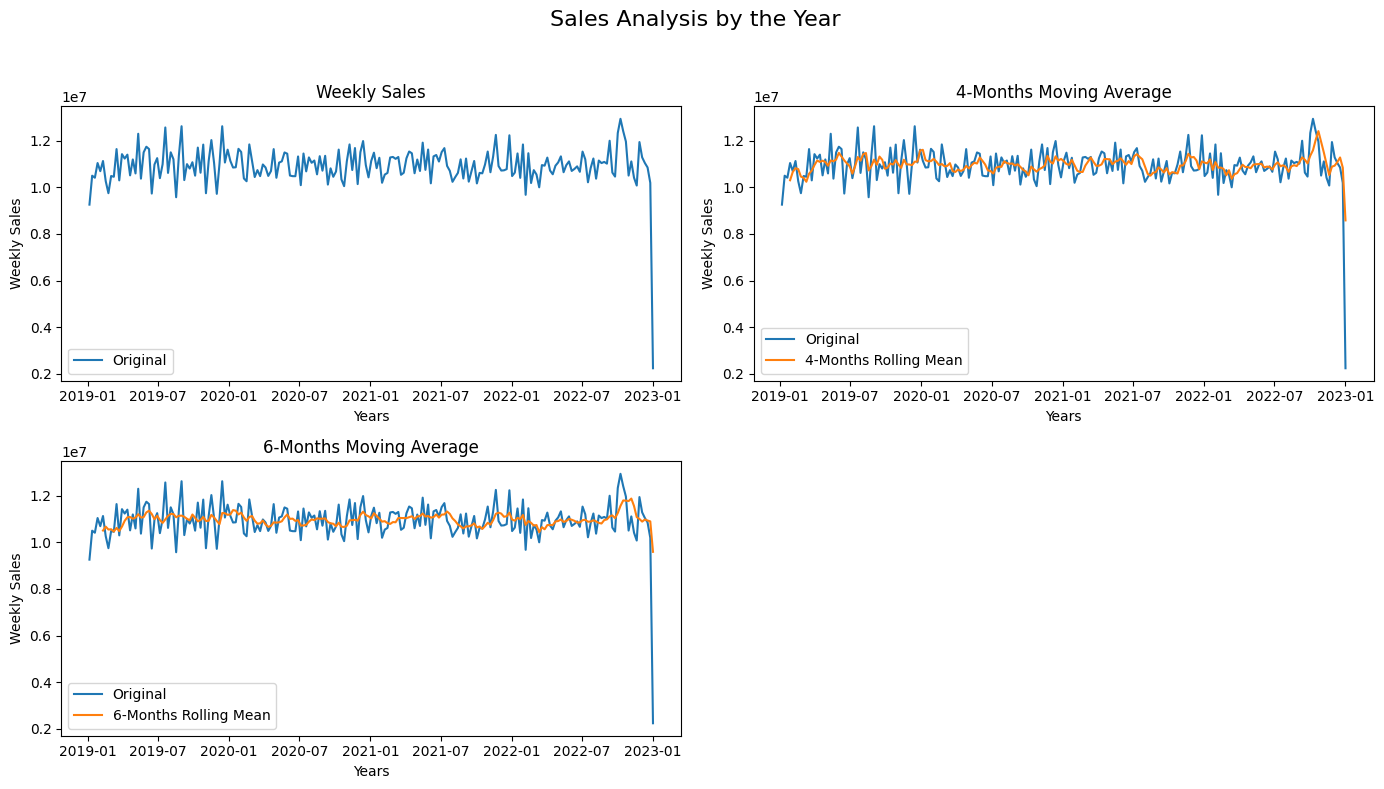 Sales Analysis by the Year
Weekly Sales
1e7
Weekly Sales
1.2
1.0
0.8
0.6
0.4
0.2
Original
2019-01 2019-07 2020-01 2020-07 2021-01 2021-07 2022-01 2022-07 2023-01
Years
4-Months Moving Average
1e7
Weekly Sales
1.2
1.0
0.8
0.6
0.4
0.2
Original
4-Months Rolling Mean
2019-01 2019-07 2020-01 2020-07 2021-01 2021-07 2022-01 2022-07 2023-01
Years
6-Months Moving Average
1e7
Weekly Sales
1.2
1.0
0.8
0.6
0.4
0.2
Original
6-Months Rolling Mean
2019-01 2019-07 2020-01 2020-07 2021-01 2021-07 2022-01 2022-07 2023-01
Years